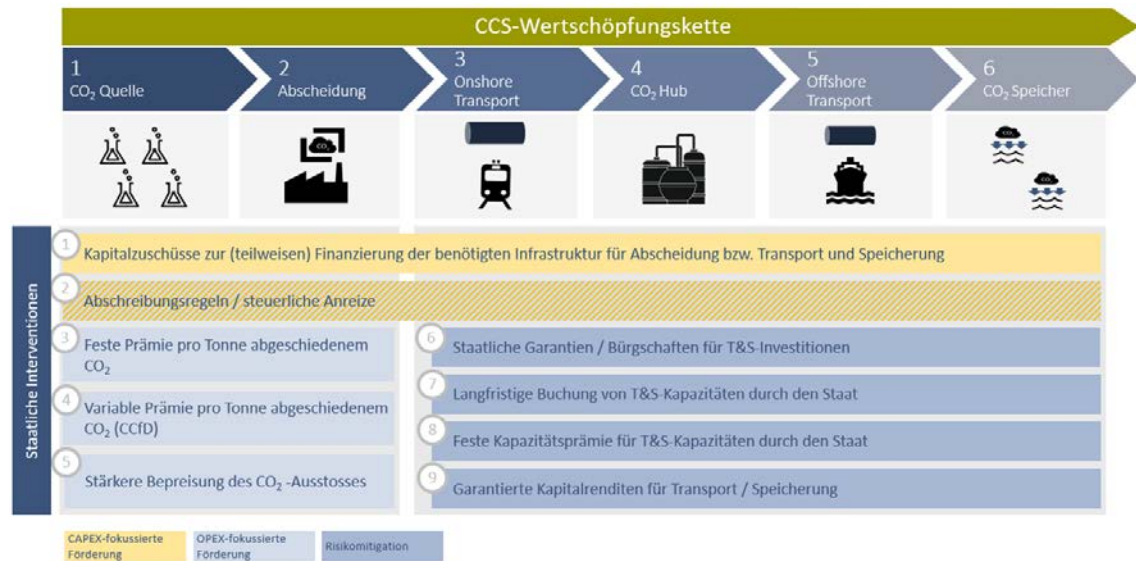 CCS-Wertschöpfungskette
1
CO₂ Quelle
2
Abscheidung
3
Onshore
Transport
4
CO₂ Hub
5
Offshore
Transport
6
CO₂ Speicher
CO₂
CO₂
CO₂
Staatliche Interventionen
1
Kapitalzuschüsse zur (teilweisen) Finanzierung der benötigten Infrastruktur für Abscheidung bzw. Transport und Speicherung
2
Abschreibungsregeln / steuerliche Anreize
3
Feste Prämie pro Tonne abgeschiedenem
CO₂
4
Variable Prämie pro Tonne abgeschiedenem
CO₂ (CCfD)
5
Stärkere Bepreisung des CO₂ -Ausstosses
6
Staatliche Garantien / Bürgschaften für T&S-Investitionen
7
Langfristige Buchung von T&S-Kapazitäten durch den Staat
8
Feste Kapazitätsprämie für T&S-Kapazitäten durch den Staat
9
Garantierte Kapitalrenditen für Transport / Speicherung
CAPEX-fokussierte
Förderung
OPEX-fokussierte
Förderung
Risikomitigation